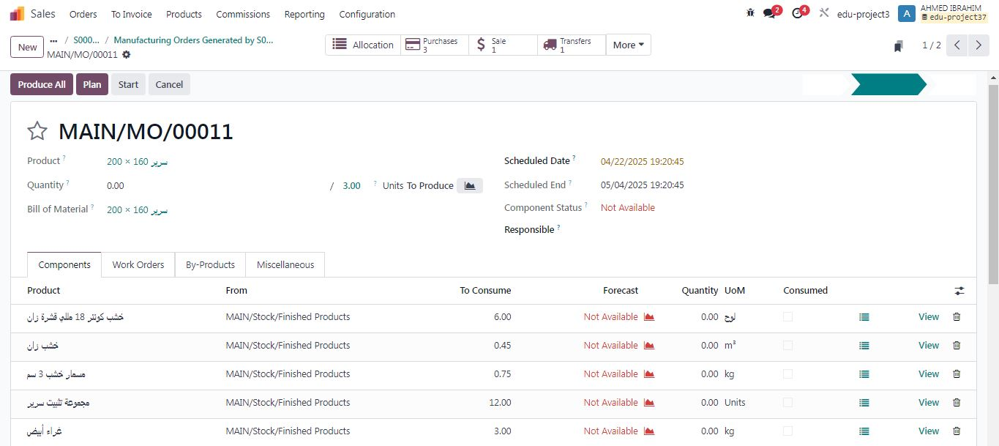 Sales Orders To Invoice Products Commissions Reporting Configuration 2 4 edu-project3 A AHMED IBRAHIM
edu-project37
New ... / S000... / Manufacturing Orders Generated by S0...
MAIN/MO/00011
Allocation Purchases 3 $ Sale 1 Transfers 1 More 1 / 2
Produce All Plan Start Cancel
MAIN/MO/00011
Product ? سرير 160 × 200 Scheduled Date ? 04/22/2025 19:20:45
Quantity ? 0.00 / 3.00 ? Units To Produce Scheduled End ? 05/04/2025 19:20:45
Bill of Material ? سرير 160 × 200 Component Status ? Not Available
Responsible ?
Components Work Orders By-Products Miscellaneous
Product From To Consume Forecast Quantity UoM Consumed
خشب كونتر 18 مللي قشرة زان MAIN/Stock/Finished Products 6.00 Not Available 0.00 لوح View
خشب زان MAIN/Stock/Finished Products 0.45 Not Available 0.00 m³ View
مسمار خشب 3 سم MAIN/Stock/Finished Products 0.75 Not Available 0.00 kg View
مجموعة تثبيت سرير MAIN/Stock/Finished Products 12.00 Not Available 0.00 Units View
غراء أبيض MAIN/Stock/Finished Products 3.00 Not Available 0.00 kg View